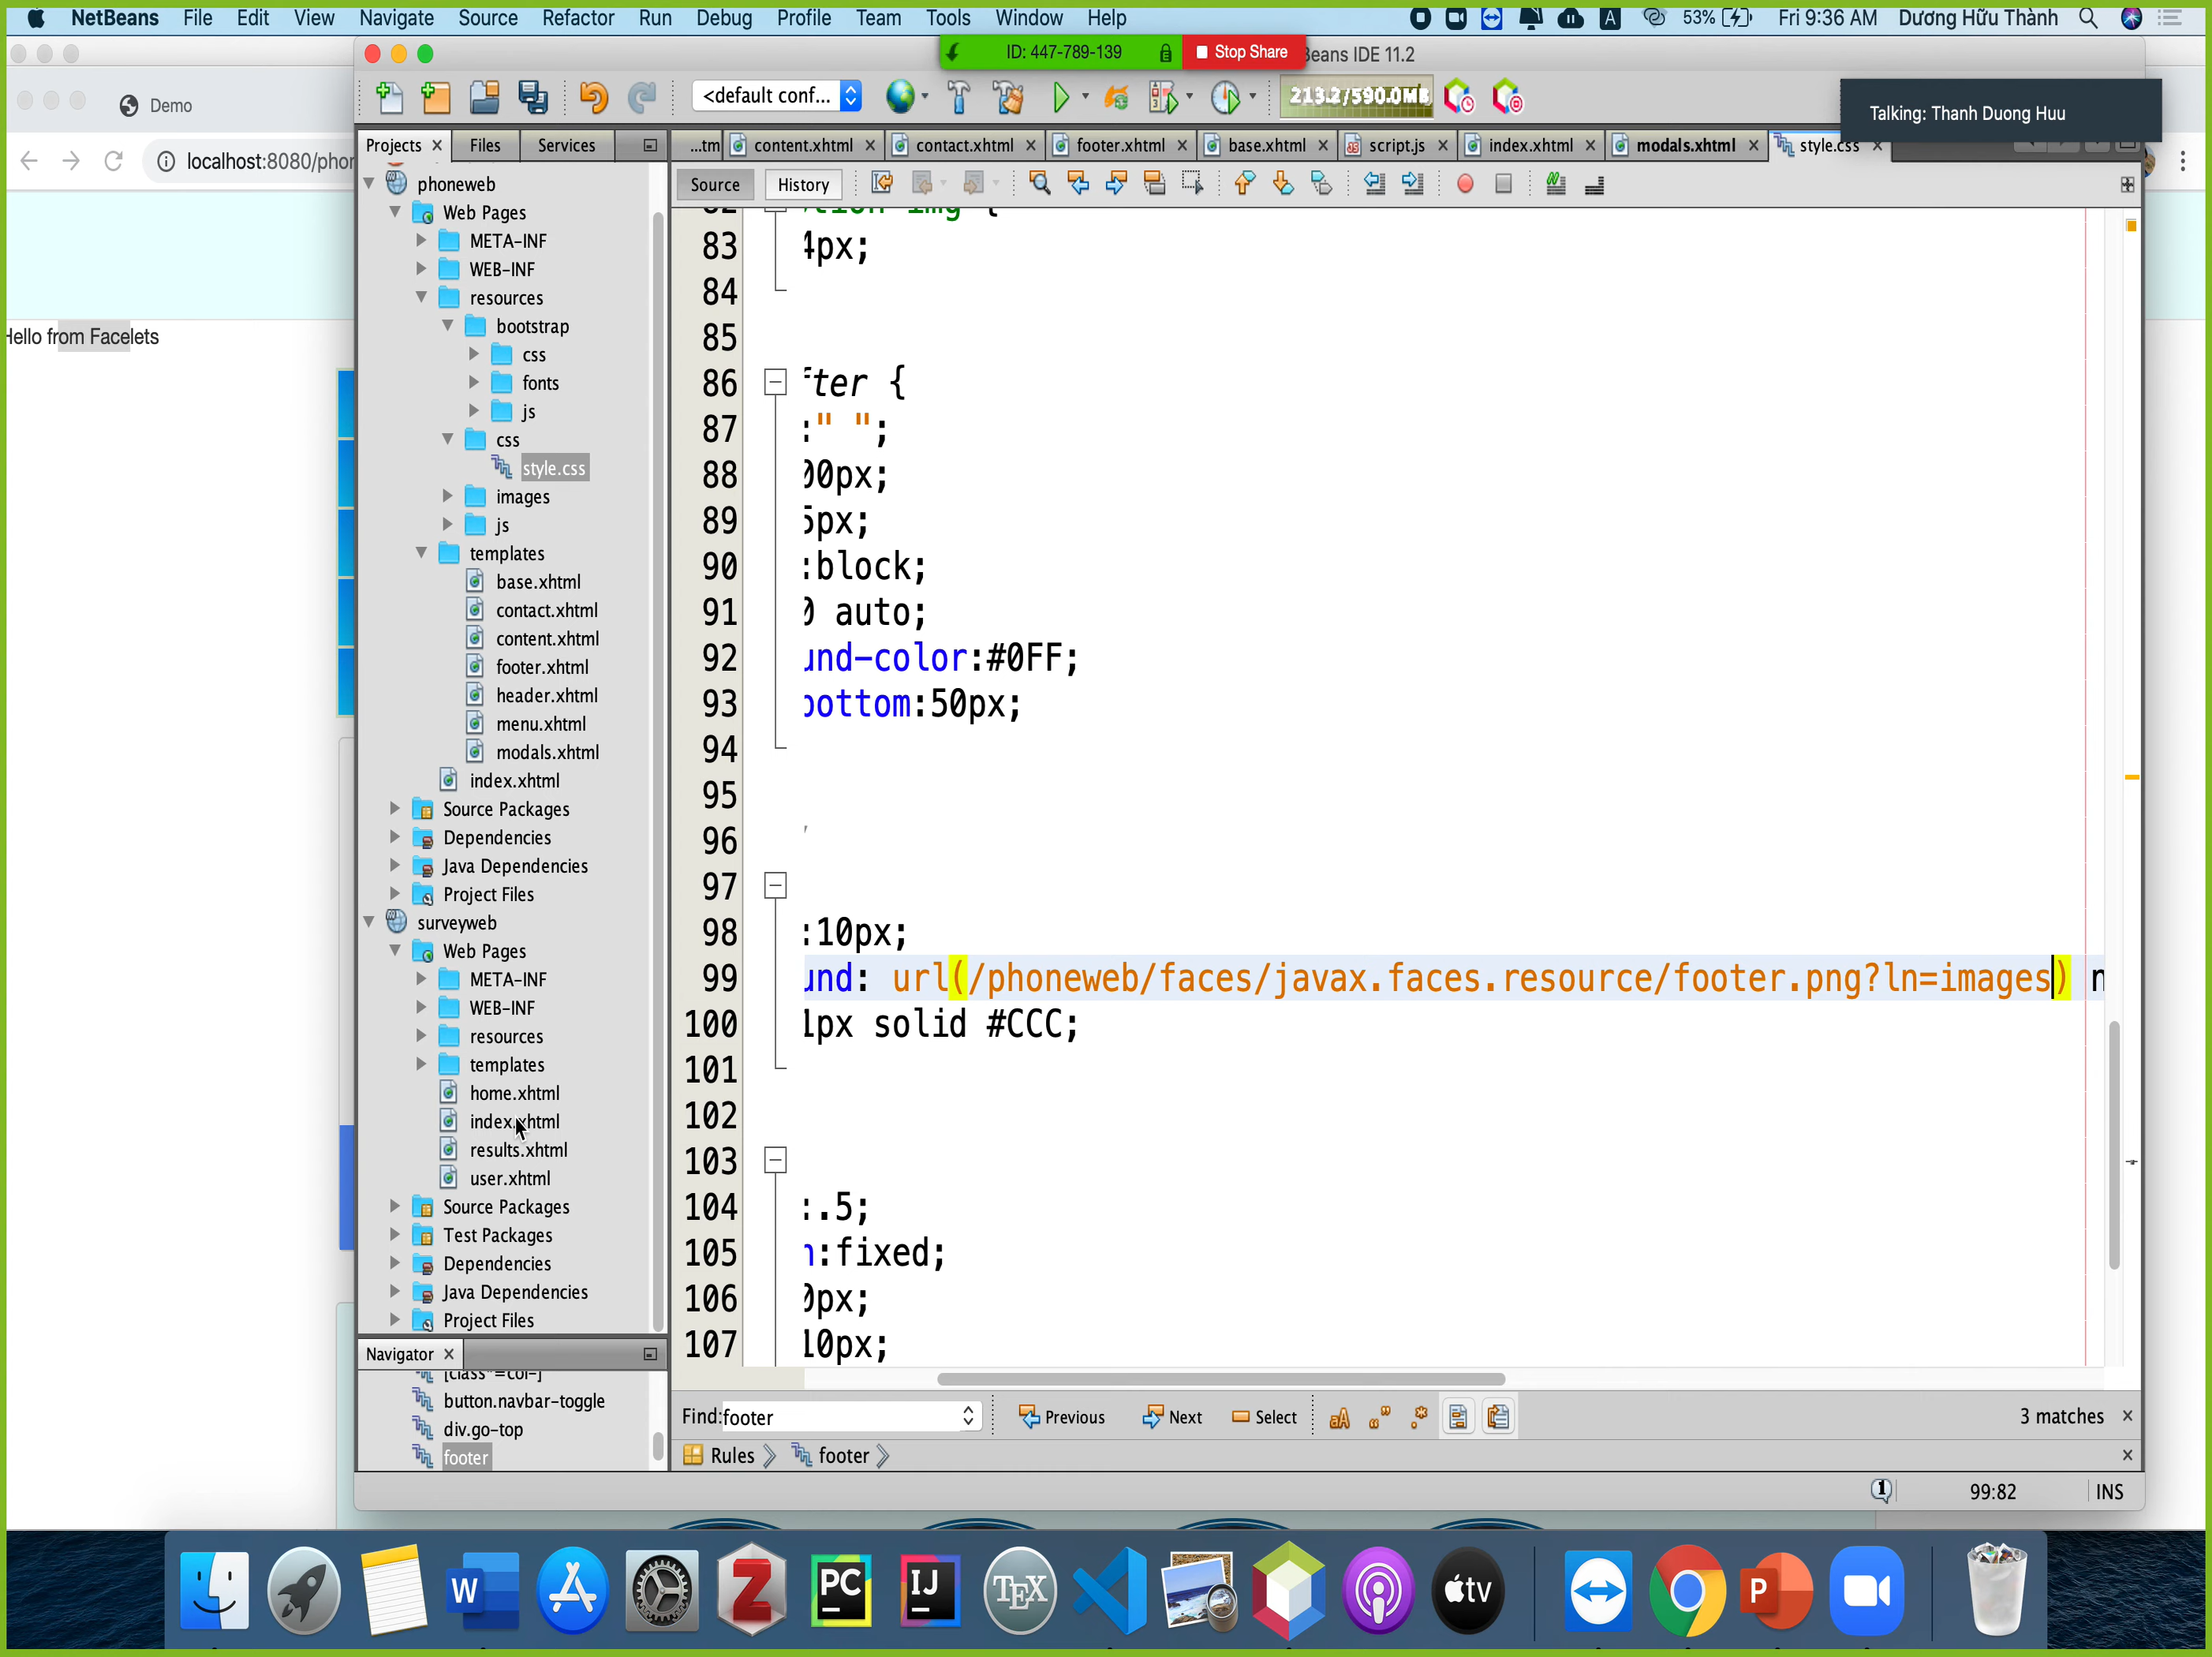 NetBeans File Edit View Navigate Source Refactor Run Debug Profile Team Tools Window Help 53% Fri 9:36 AM Dương Hữu Thành
ID: 447-789-139 Stop Share Beans IDE 11.2
Demo
<default conf... 213.2/590.0MB
Talking: Thanh Duong Huu
localhost:8080/phor
Projects Files Services
...tm content.xhtml contact.xhtml footer.xhtml base.xhtml script.js index.xhtml modals.xhtml style.css
Source History
Hello from Facelets
phoneweb
Web Pages
META-INF
WEB-INF
resources
bootstrap
css
fonts
js
css
style.css
images
js
templates
base.xhtml
contact.xhtml
content.xhtml
footer.xhtml
header.xhtml
menu.xhtml
modals.xhtml
index.xhtml
Source Packages
Dependencies
Java Dependencies
Project Files
surveyweb
Web Pages
META-INF
WEB-INF
resources
templates
home.xhtml
index.xhtml
results.xhtml
user.xhtml
Source Packages
Test Packages
Dependencies
Java Dependencies
Project Files
Navigator
button.navbar-toggle
div.go-top
footer
82 tion img {
83 4px;
84
85
86 fter {
87 :" ";
88 00px;
89 5px;
90 :block;
91 0 auto;
92 und-color:#0FF;
93 bottom:50px;
94
95
96
97
98 :10px;
99 und: url(/phoneweb/faces/javax.faces.resource/footer.png?ln=images) n
100 1px solid #CCC;
101
102
103
104 :.5;
105 n:fixed;
106 0px;
107 10px;
Find: footer Previous Next Select 3 matches
Rules footer
1 99:82 INS
W Z PC IJ TEX tv P